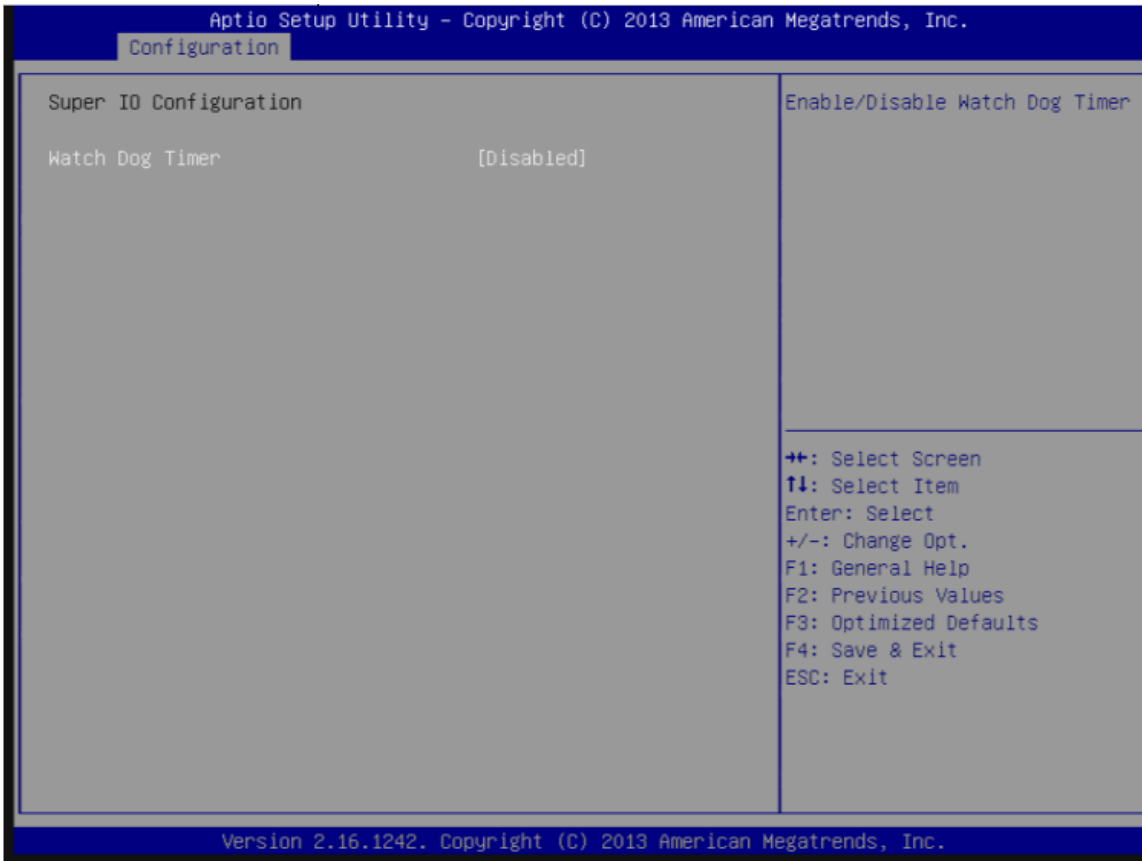 Aptio Setup Utility – Copyright (C) 2013 American Megatrends, Inc.
Configuration
Super IO Configuration
Watch Dog Timer [Disabled]
Enable/Disable Watch Dog Timer
→←: Select Screen
↑↓: Select Item
Enter: Select
+/-: Change Opt.
F1: General Help
F2: Previous Values
F3: Optimized Defaults
F4: Save & Exit
ESC: Exit
Version 2.16.1242. Copyright (C) 2013 American Megatrends, Inc.